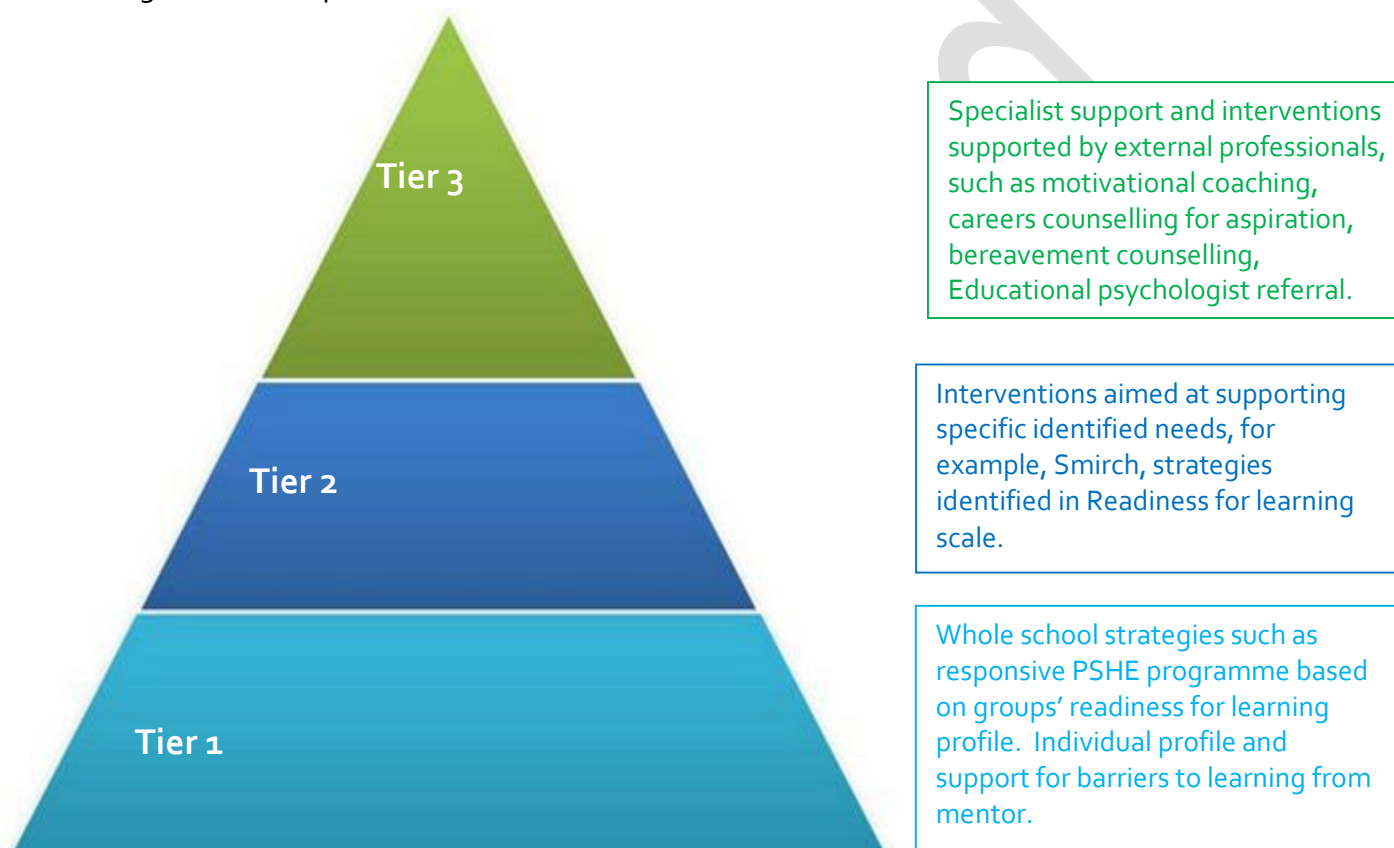 Tier 3
Specialist support and interventions
supported by external professionals,
such as motivational coaching,
careers counselling for aspiration,
bereavement counselling,
Educational psychologist referral.
Tier 2
Interventions aimed at supporting
specific identified needs, for
example, Smirch, strategies
identified in Readiness for learning
scale.
Tier 1
Whole school strategies such as
responsive PSHE programme based
on groups’ readiness for learning
profile.  Individual profile and
support for barriers to learning from
mentor.